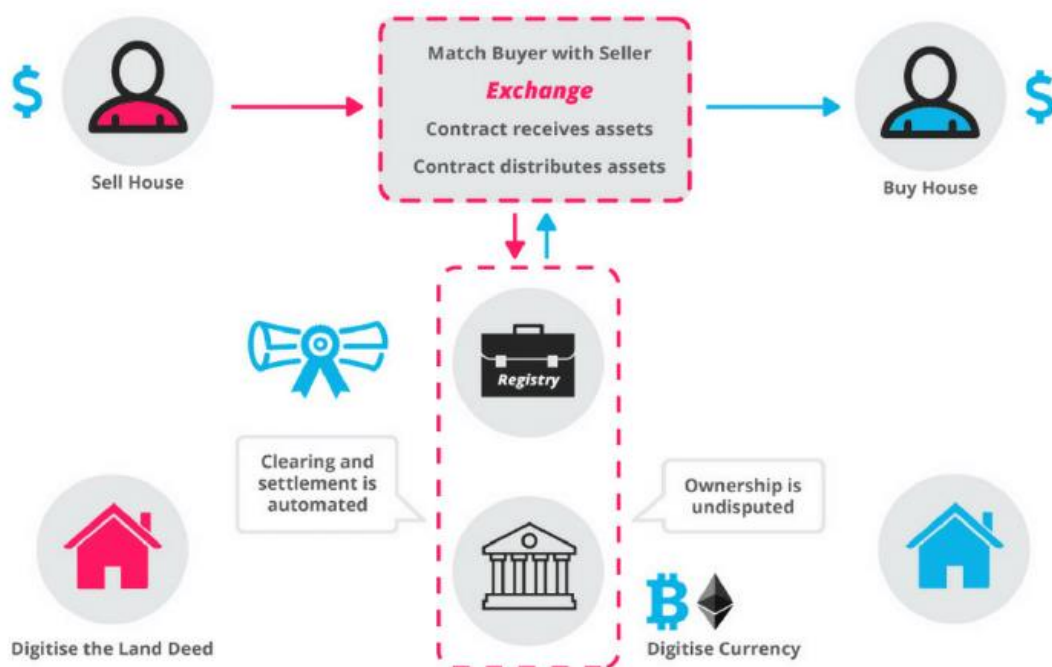 Match Buyer with Seller
Exchange
Contract receives assets
Contract distributes assets
$
Sell House
Buy House
$
Registry
Clearing and
settlement is
automated
Ownership is
undisputed
Digitise the Land Deed
Digitise Currency